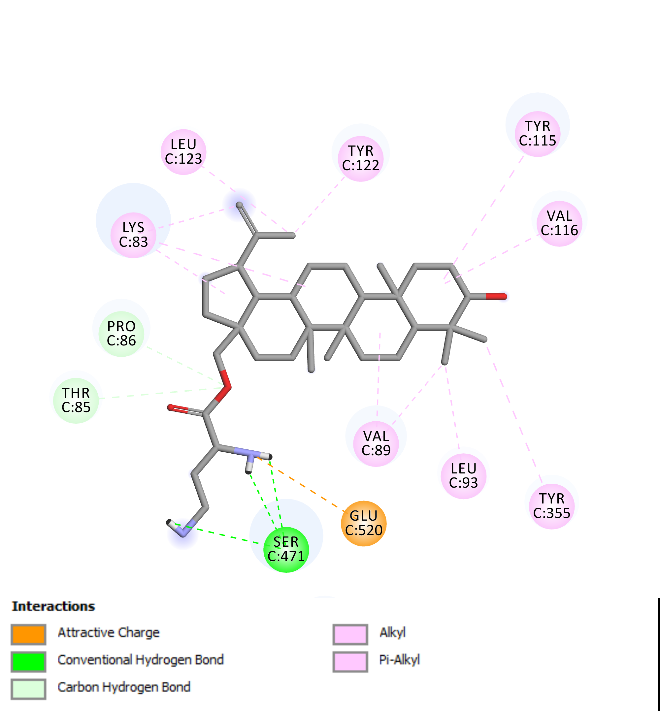 TYR
C:115
LEU
C:123
TYR
C:122
VAL
C:116
LYS
C:83
PRO
C:86
THR
C:85
VAL
C:89
LEU
C:93
TYR
C:355
GLU
C:520
SER
C:471
Interactions
Attractive Charge
Conventional Hydrogen Bond
Carbon Hydrogen Bond
Alkyl
Pi-Alkyl